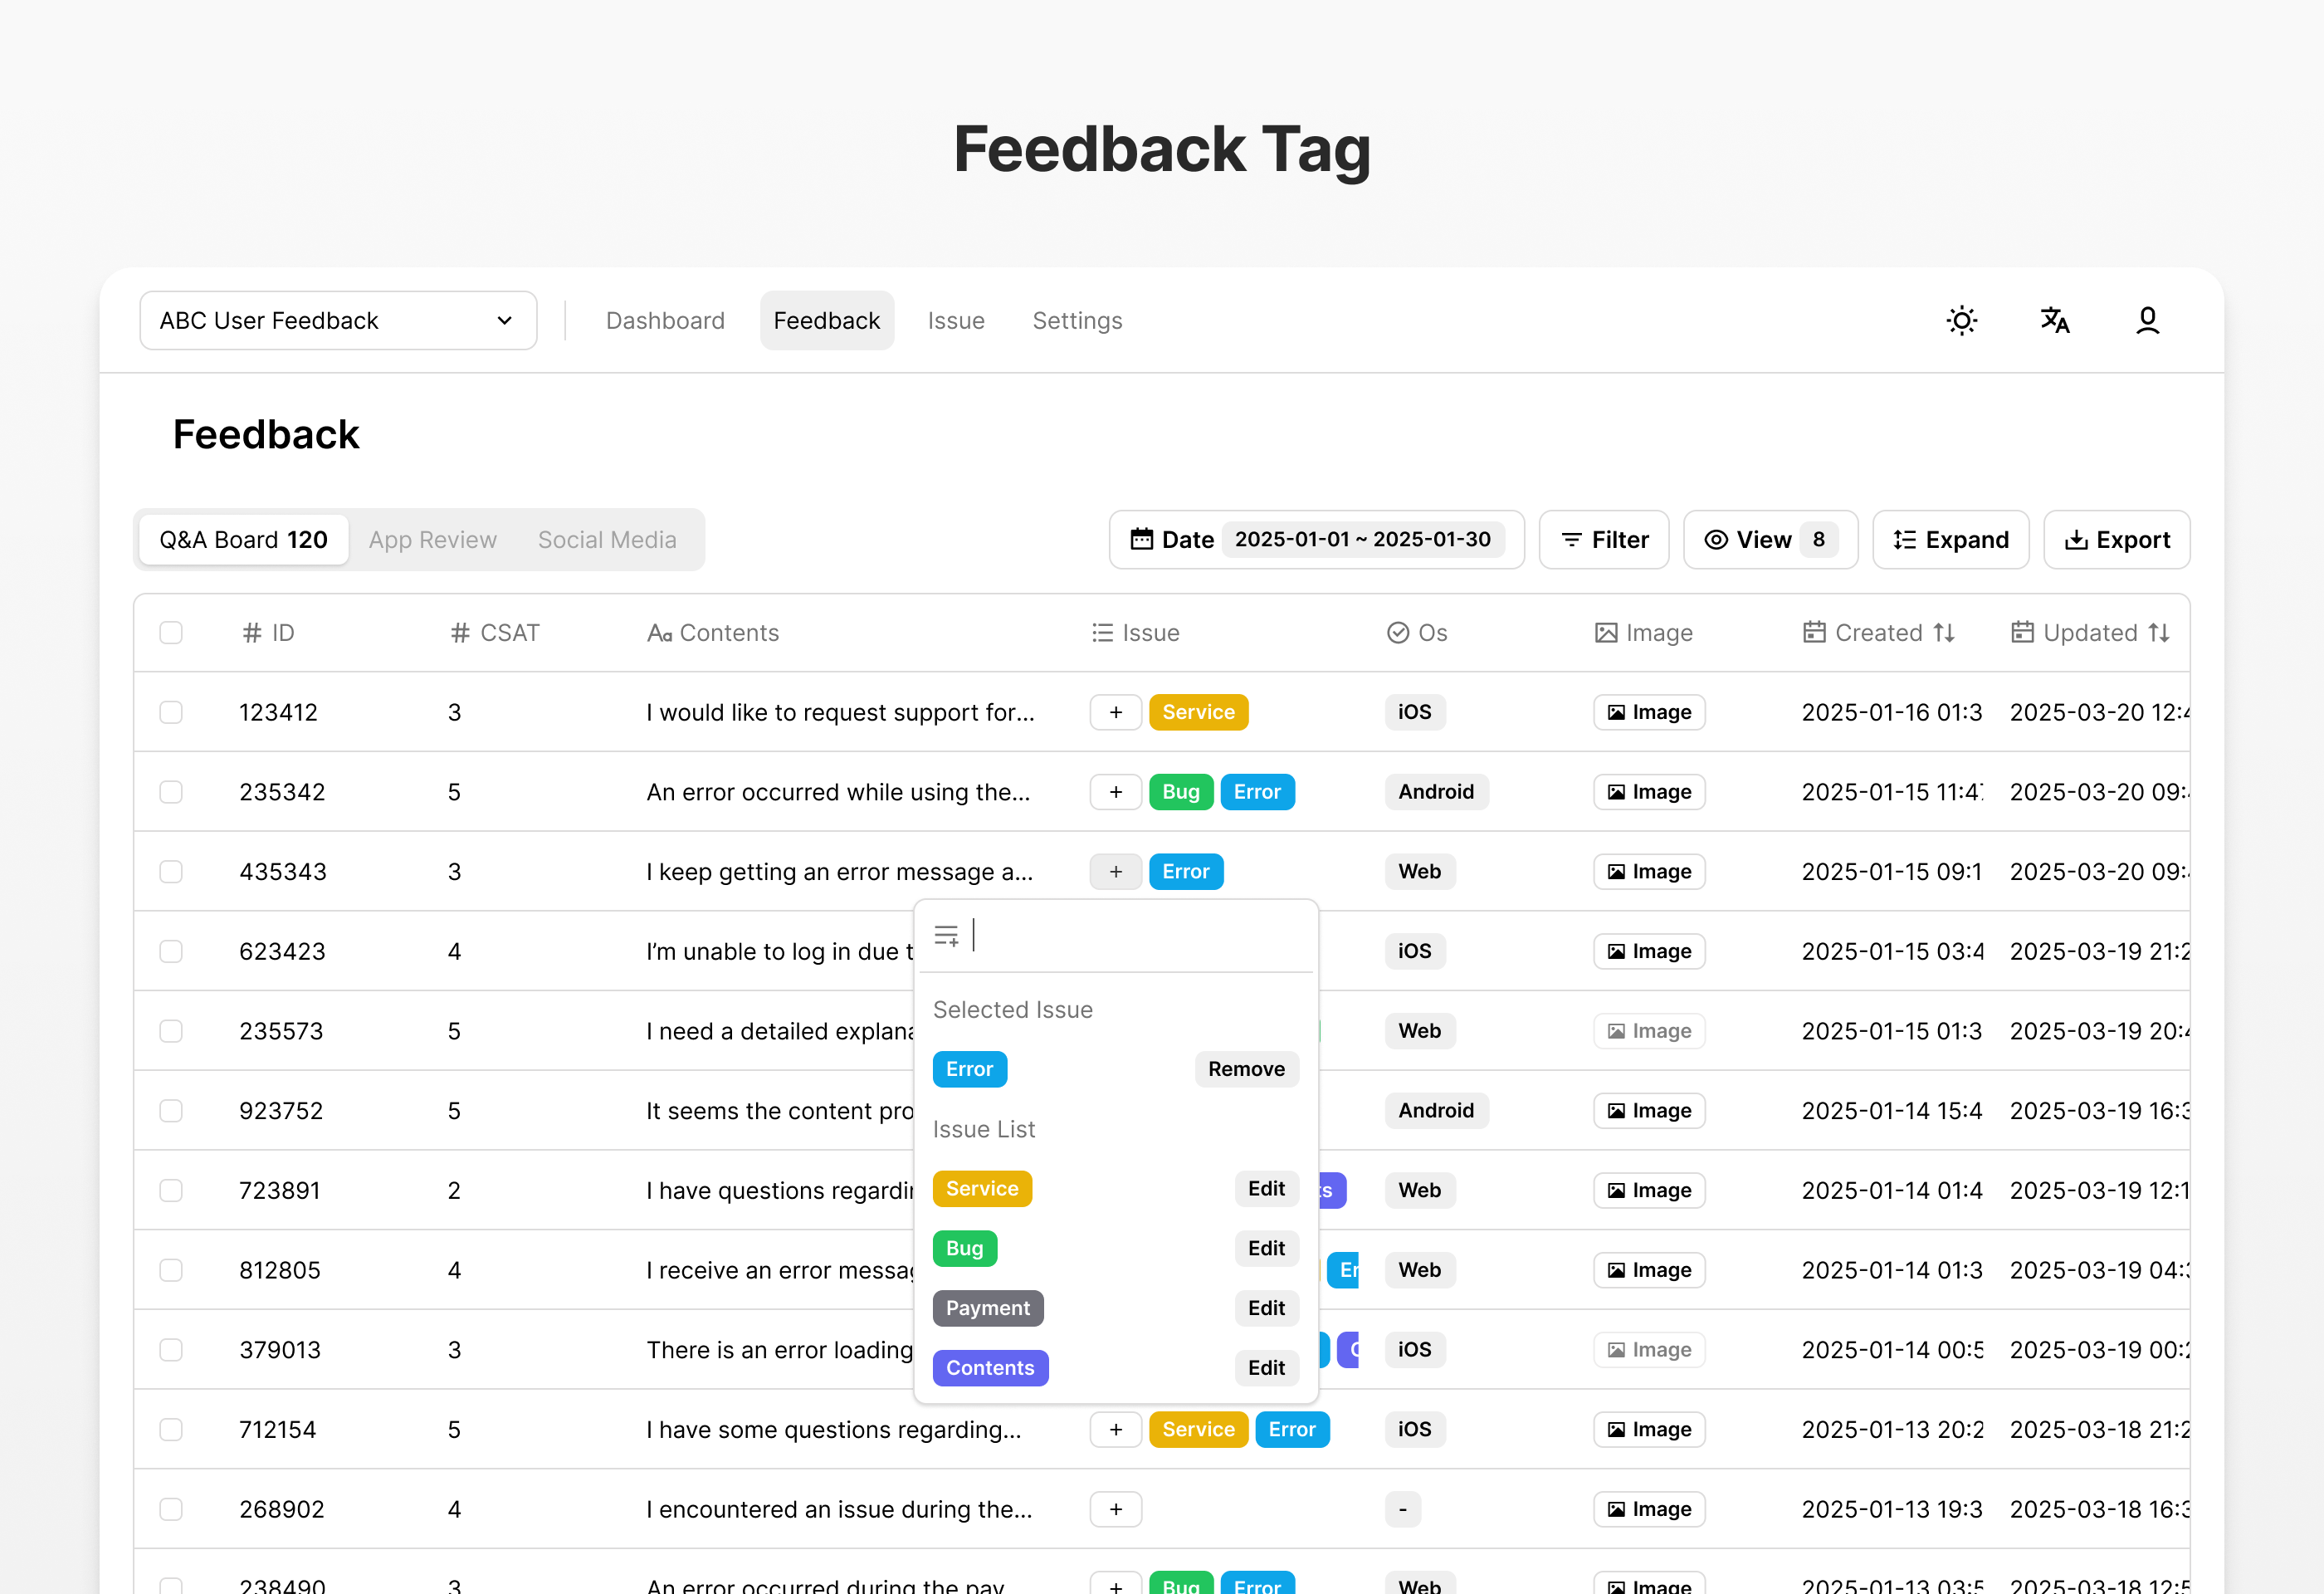 Feedback Tag
ABC User Feedback Dashboard Feedback Issue Settings
Feedback
Q&A Board 120 App Review Social Media Date 2025-01-01 ~ 2025-01-30 Filter View 8 Expand Export
# ID # CSAT Aa Contents Issue Os Image Created Updated
123412 3 I would like to request support for... + Service iOS Image 2025-01-16 01:3 2025-03-20 12:4
235342 5 An error occurred while using the... + Bug Error Android Image 2025-01-15 11:47 2025-03-20 09:4
435343 3 I keep getting an error message a... + Error Web Image 2025-01-15 09:1 2025-03-20 09:4
623423 4 I’m unable to log in due t iOS Image 2025-01-15 03:4 2025-03-19 21:2
Selected Issue
235573 5 I need a detailed explana Web Image 2025-01-15 01:3 2025-03-19 20:4
Error Remove
923752 5 It seems the content pro Android Image 2025-01-14 15:4 2025-03-19 16:3
Issue List
723891 2 I have questions regardi Service Edit ts Web Image 2025-01-14 01:4 2025-03-19 12:1
Bug Edit
812805 4 I receive an error messag Er Web Image 2025-01-14 01:3 2025-03-19 04:3
Payment Edit
379013 3 There is an error loading C iOS Image 2025-01-14 00:5 2025-03-19 00:2
Contents Edit
712154 5 I have some questions regarding... + Service Error iOS Image 2025-01-13 20:2 2025-03-18 21:2
268902 4 I encountered an issue during the... + - Image 2025-01-13 19:3 2025-03-18 16:3
238490 3 An error occurred during the pay + Bug Error Web Image 2025-01-13 03:5 2025-03-18 12:5